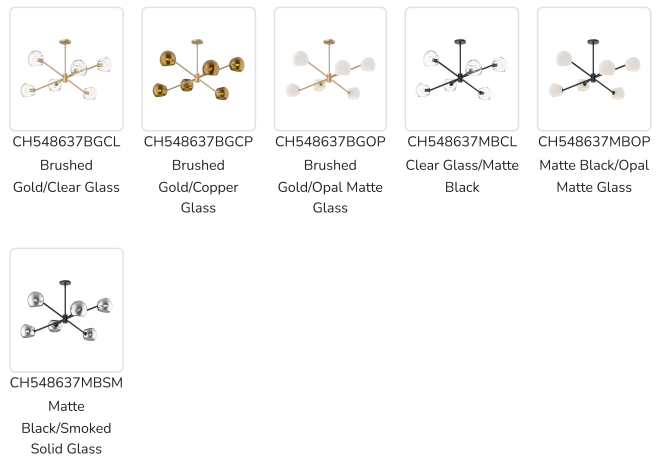 CH548637BGCL
Brushed
Gold/Clear Glass
CH548637BGCP
Brushed
Gold/Copper
Glass
CH548637BGOP
Brushed
Gold/Opal Matte
Glass
CH548637MBCL
Clear Glass/Matte
Black
CH548637MBOP
Matte Black/Opal
Matte Glass
CH548637MBSM
Matte
Black/Smoked
Solid Glass